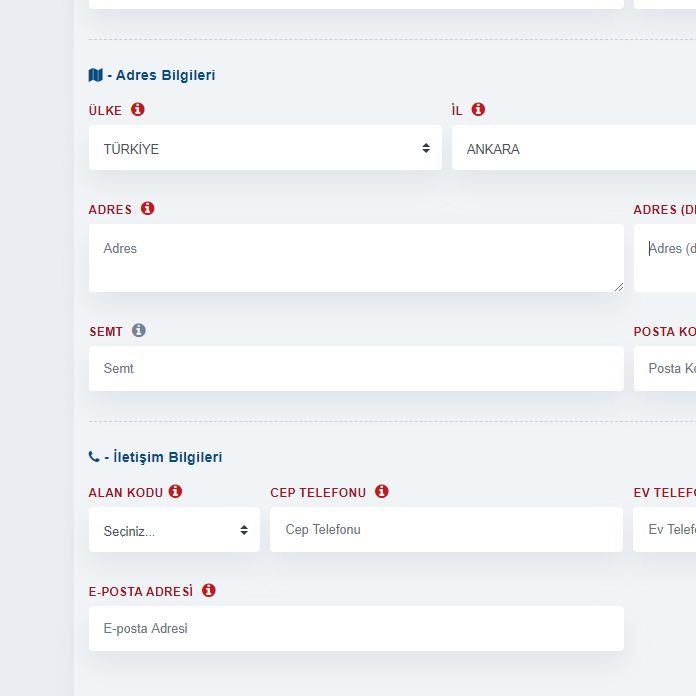 - Adres Bilgileri
ÜLKE İL
TÜRKİYE ANKARA
ADRES ADRES (D
Adres Adres (d
SEMT POSTA KO
Semt Posta K
- İletişim Bilgileri
ALAN KODU CEP TELEFONU EV TELEF
Seçiniz... Cep Telefonu Ev Telef
E-POSTA ADRESİ
E-posta Adresi